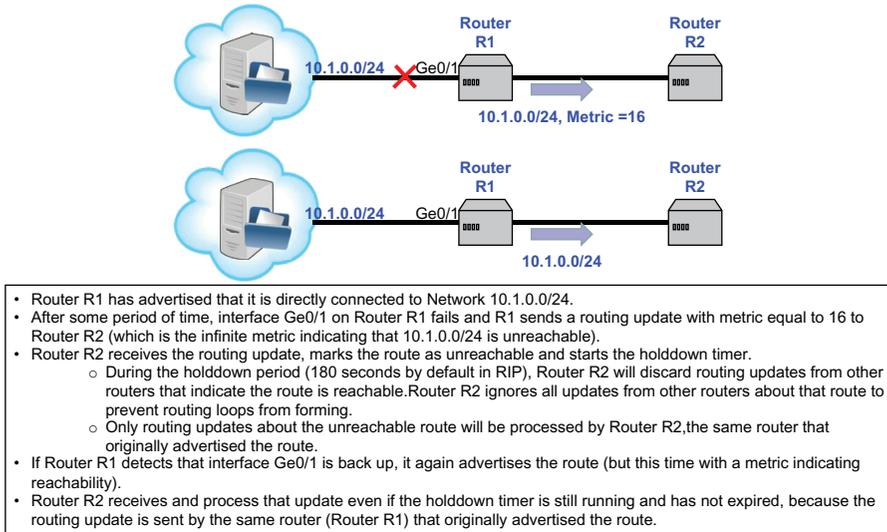 Router
R1
Router
R2
10.1.0.0/24
Ge0/1
10.1.0.0/24, Metric =16
Router
R1
Router
R2
10.1.0.0/24
Ge0/1
10.1.0.0/24
• Router R1 has advertised that it is directly connected to Network 10.1.0.0/24.
• After some period of time, interface Ge0/1 on Router R1 fails and R1 sends a routing update with metric equal to 16 to
Router R2 (which is the infinite metric indicating that 10.1.0.0/24 is unreachable).
• Router R2 receives the routing update, marks the route as unreachable and starts the holddown timer.
o During the holddown period (180 seconds by default in RIP), Router R2 will discard routing updates from other
routers that indicate the route is reachable.Router R2 ignores all updates from other routers about that route to
prevent routing loops from forming.
o Only routing updates about the unreachable route will be processed by Router R2,the same router that
originally advertised the route.
• If Router R1 detects that interface Ge0/1 is back up, it again advertises the route (but this time with a metric indicating
reachability).
• Router R2 receives and process that update even if the holddown timer is still running and has not expired, because the
routing update is sent by the same router (Router R1) that originally advertised the route.